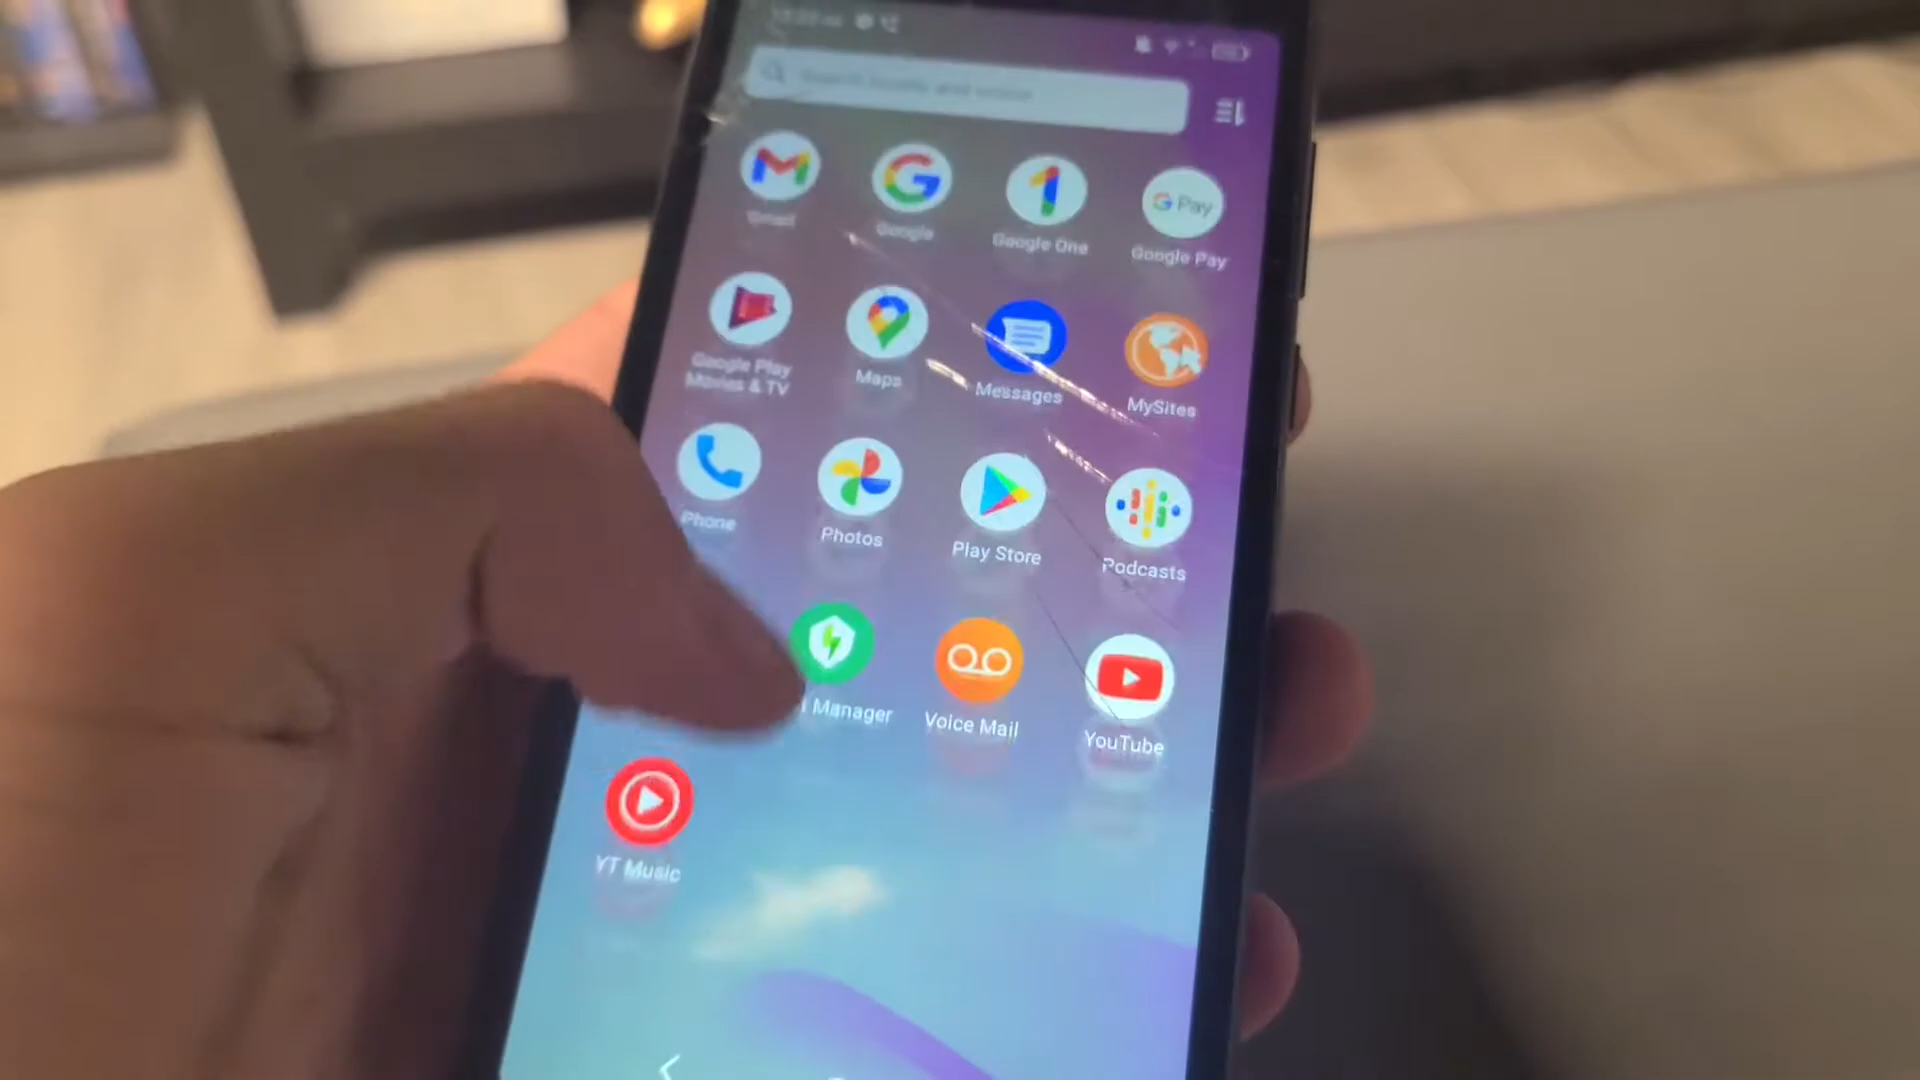 Gmail
Google
Google One
G Pay
Google Pay
Google Play
Movies & TV
Maps
Messages
MySites
Phone
Photos
Play Store
Podcasts
Manager
Voice Mail
YouTube
YT Music